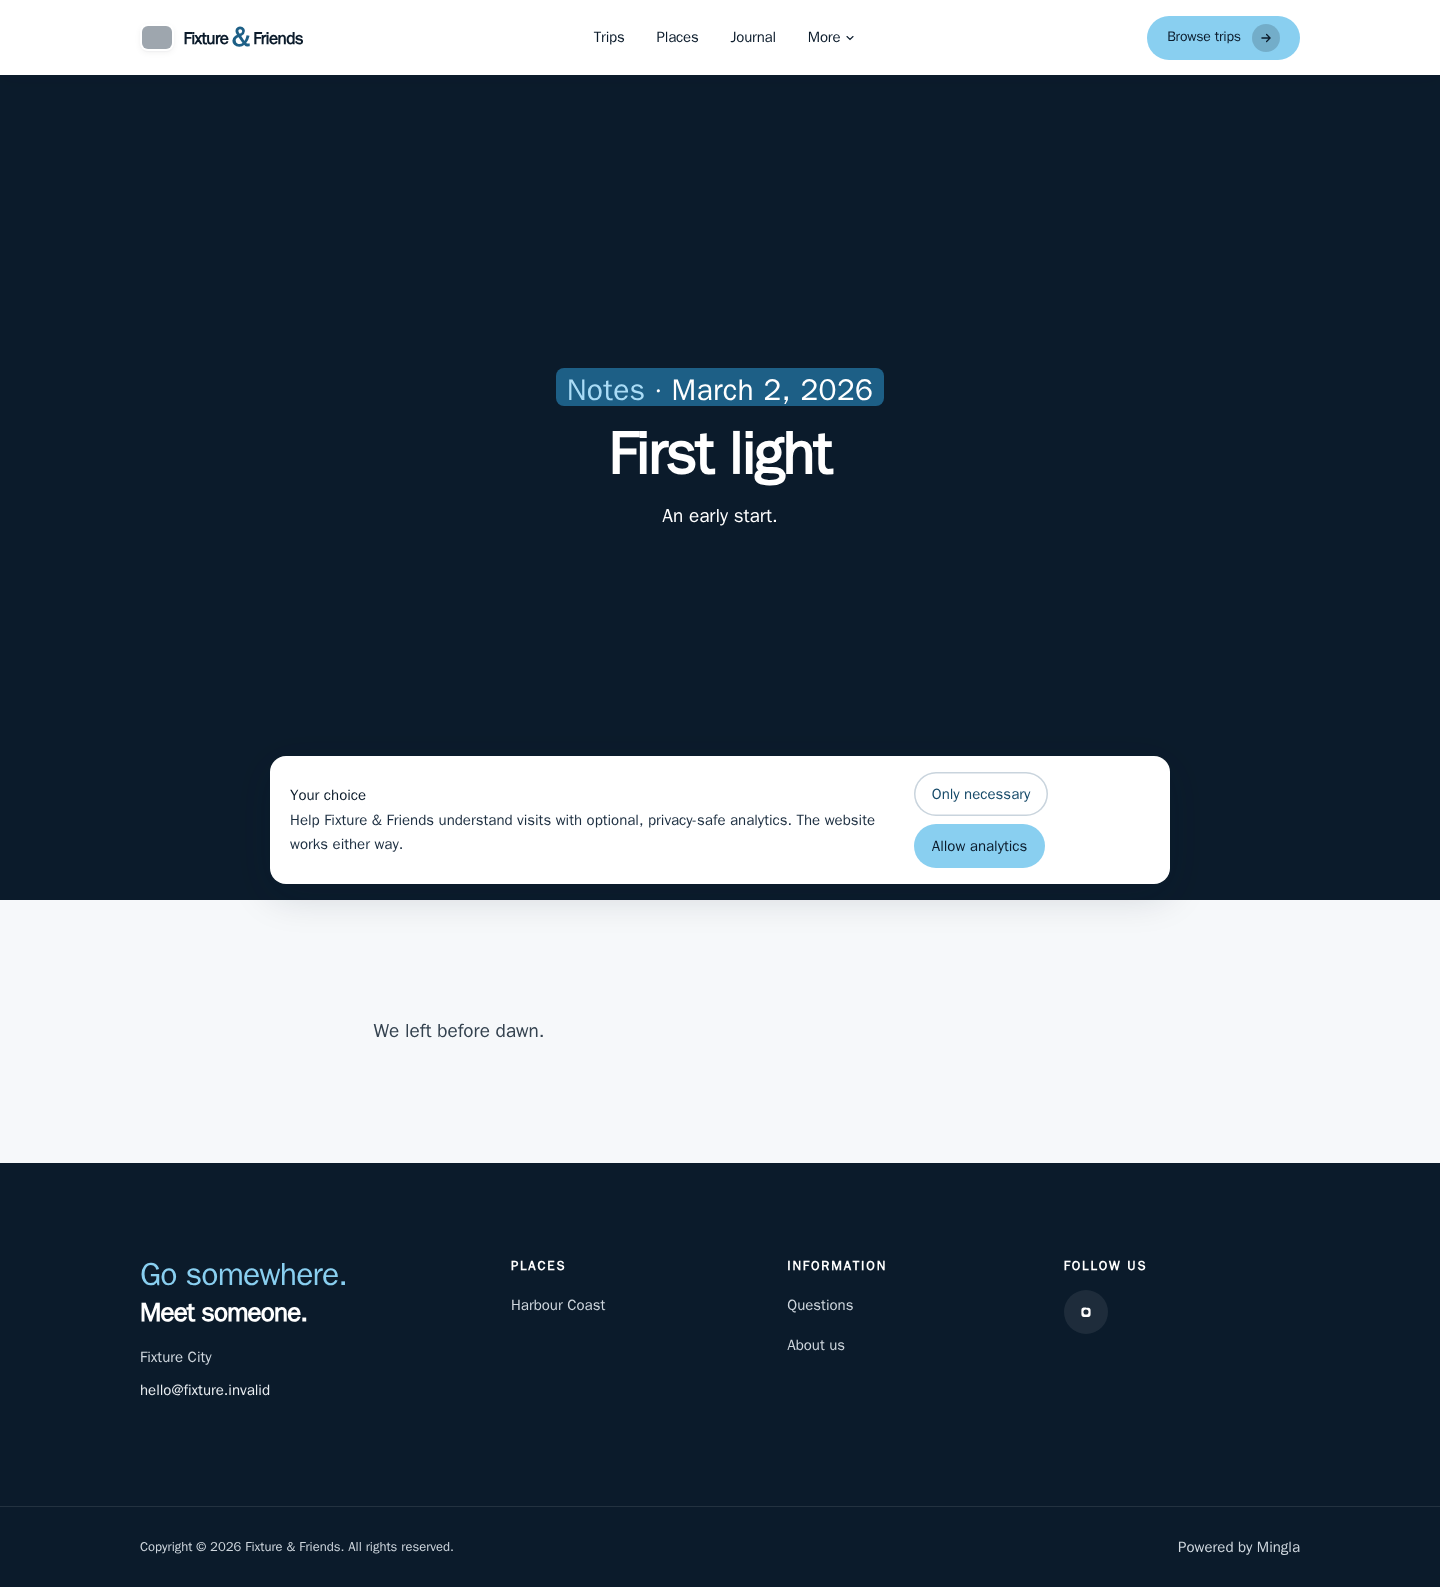 Fixture & Friends
Trips
Places
Journal
More
Browse trips
Notes · March 2, 2026
First light
An early start.
Your choice
Help Fixture & Friends understand visits with optional, privacy-safe analytics. The website
works either way.
Only necessary
Allow analytics
We left before dawn.
Go somewhere.
Meet someone.
Fixture City
hello@fixture.invalid
PLACES
Harbour Coast
INFORMATION
Questions
About us
FOLLOW US
Copyright © 2026 Fixture & Friends. All rights reserved.
Powered by Mingla